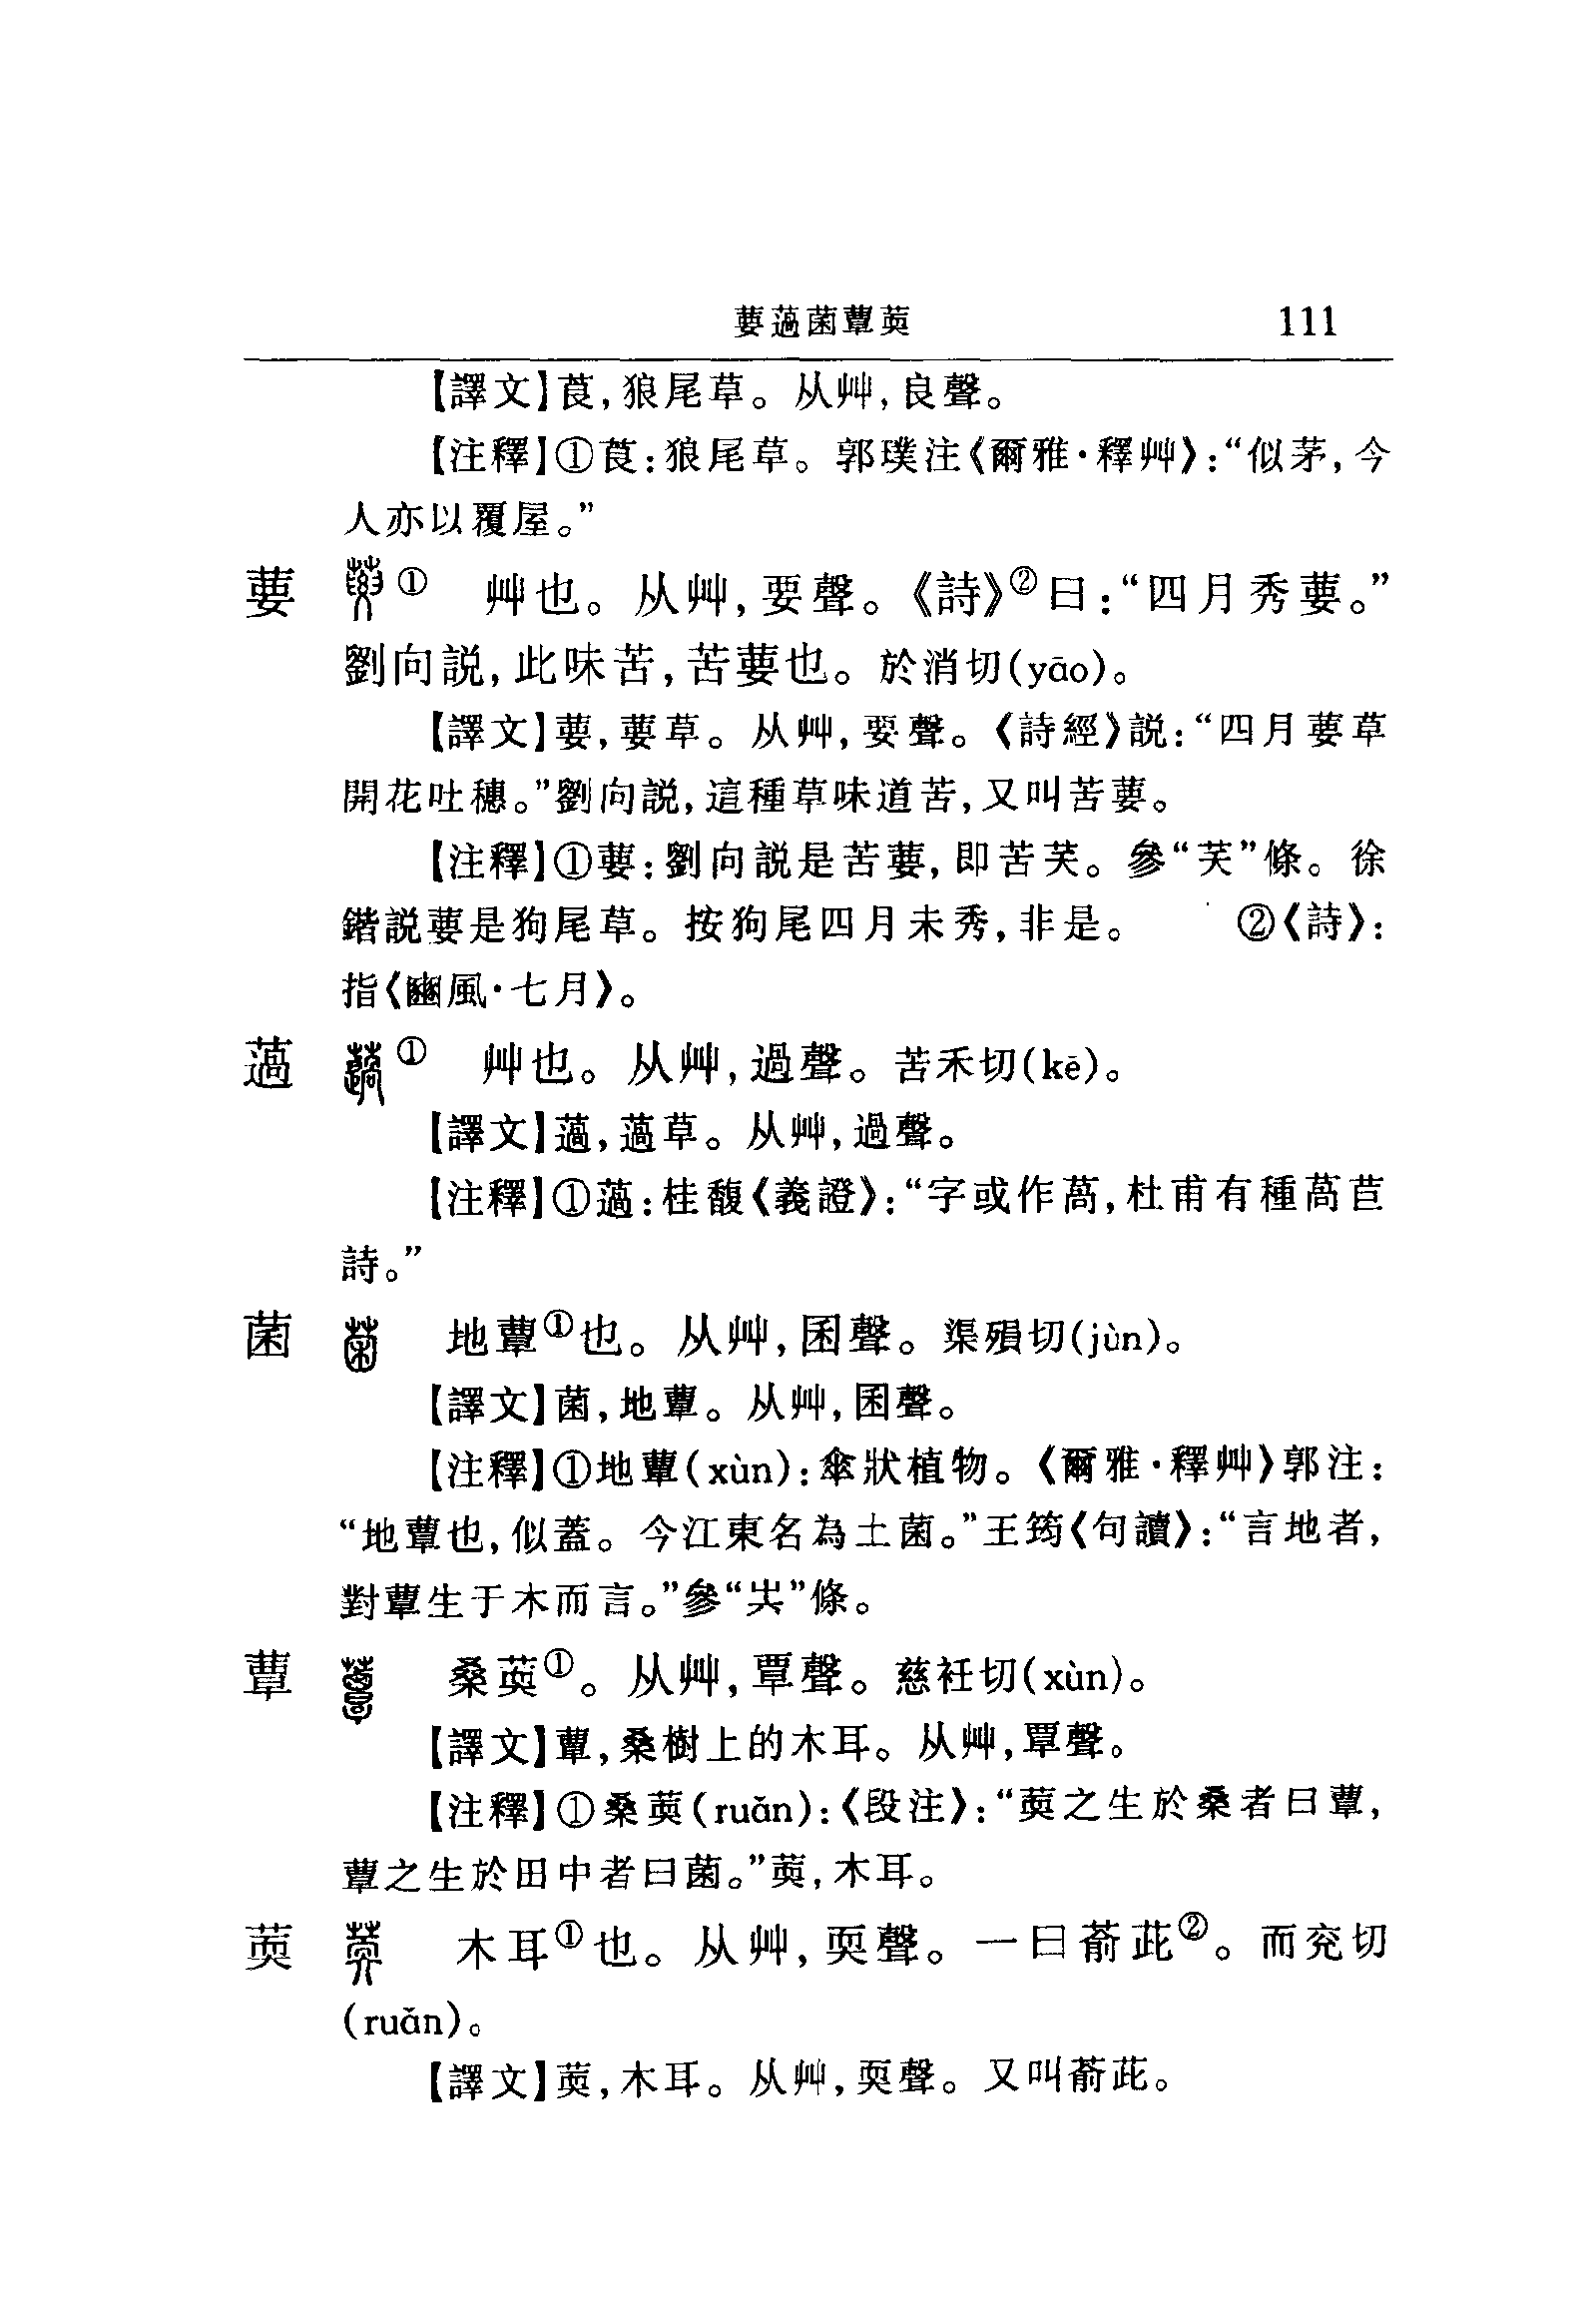 葽薖菌蕈萸 111
【譯文】莨,狼尾草。从艸,良聲。
【注釋】①莨:狼尾草。郭璞注《爾雅·釋艸》:“似茅,今
人亦以覆屋。”
葽 ① 艸也。从艸,要聲。《詩》②曰:“四月秀葽。”
劉向説,此味苦,苦葽也。於消切(yāo)。
【譯文】葽,葽草。从艸,要聲。《詩經》説:“四月葽草
開花吐穗。”劉向説,這種草味道苦,又叫苦葽。
【注釋】①葽:劉向説是苦葽,即苦芺。參“芺”條。徐
鍇説葽是狗尾草。按狗尾四月未秀,非是。 ②《詩》:
指《豳風·七月》。
薖 ① 艸也。从艸,過聲。苦禾切(kē)。
【譯文】薖,薖草。从艸,過聲。
【注釋】①薖:桂馥《義證》:“字或作萵,杜甫有種萵苣
詩。”
菌 地蕈①也。从艸,囷聲。渠殞切(jùn)。
【譯文】菌,地蕈。从艸,囷聲。
【注釋】①地蕈(xùn):傘狀植物。《爾雅·釋艸》郭注:
“地蕈也,似蓋。今江東名為土菌。”王筠《句讀》:“言地者,
對蕈生于木而言。”參“𡴆”條。
蕈 桑耎①。从艸,覃聲。慈衽切(xùn)。
【譯文】蕈,桑樹上的木耳。从艸,覃聲。
【注釋】①桑萸(ruǎn):《段注》:“萸之生於桑者曰蕈,
蕈之生於田中者曰菌。”萸,木耳。
萸 木耳①也。从艸,耎聲。一曰萮茈②。而兖切
(ruǎn)。
【譯文】萸,木耳。从艸,耎聲。又叫萮茈。